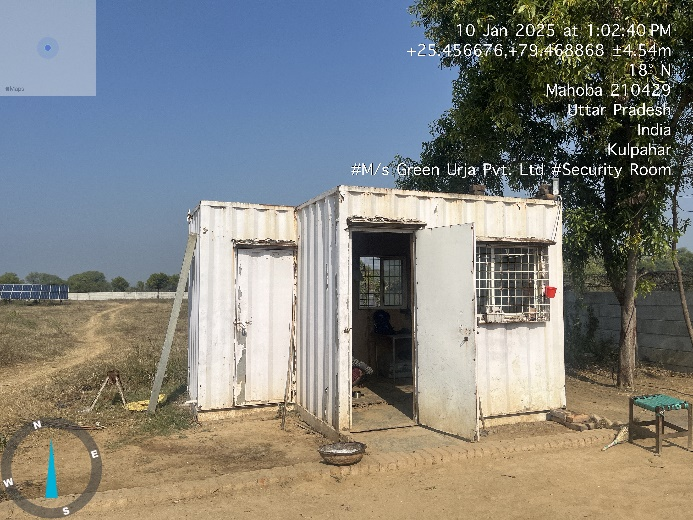 10 Jan 2025 at 1:02:40 PM
+25.456676,+79.468868 ±4.54m
18° N
Mahoba 210429
Uttar Pradesh
India
Kulpahar
#M/s Green Urja Pvt. Ltd #Security Room
Maps
N
E
S
W